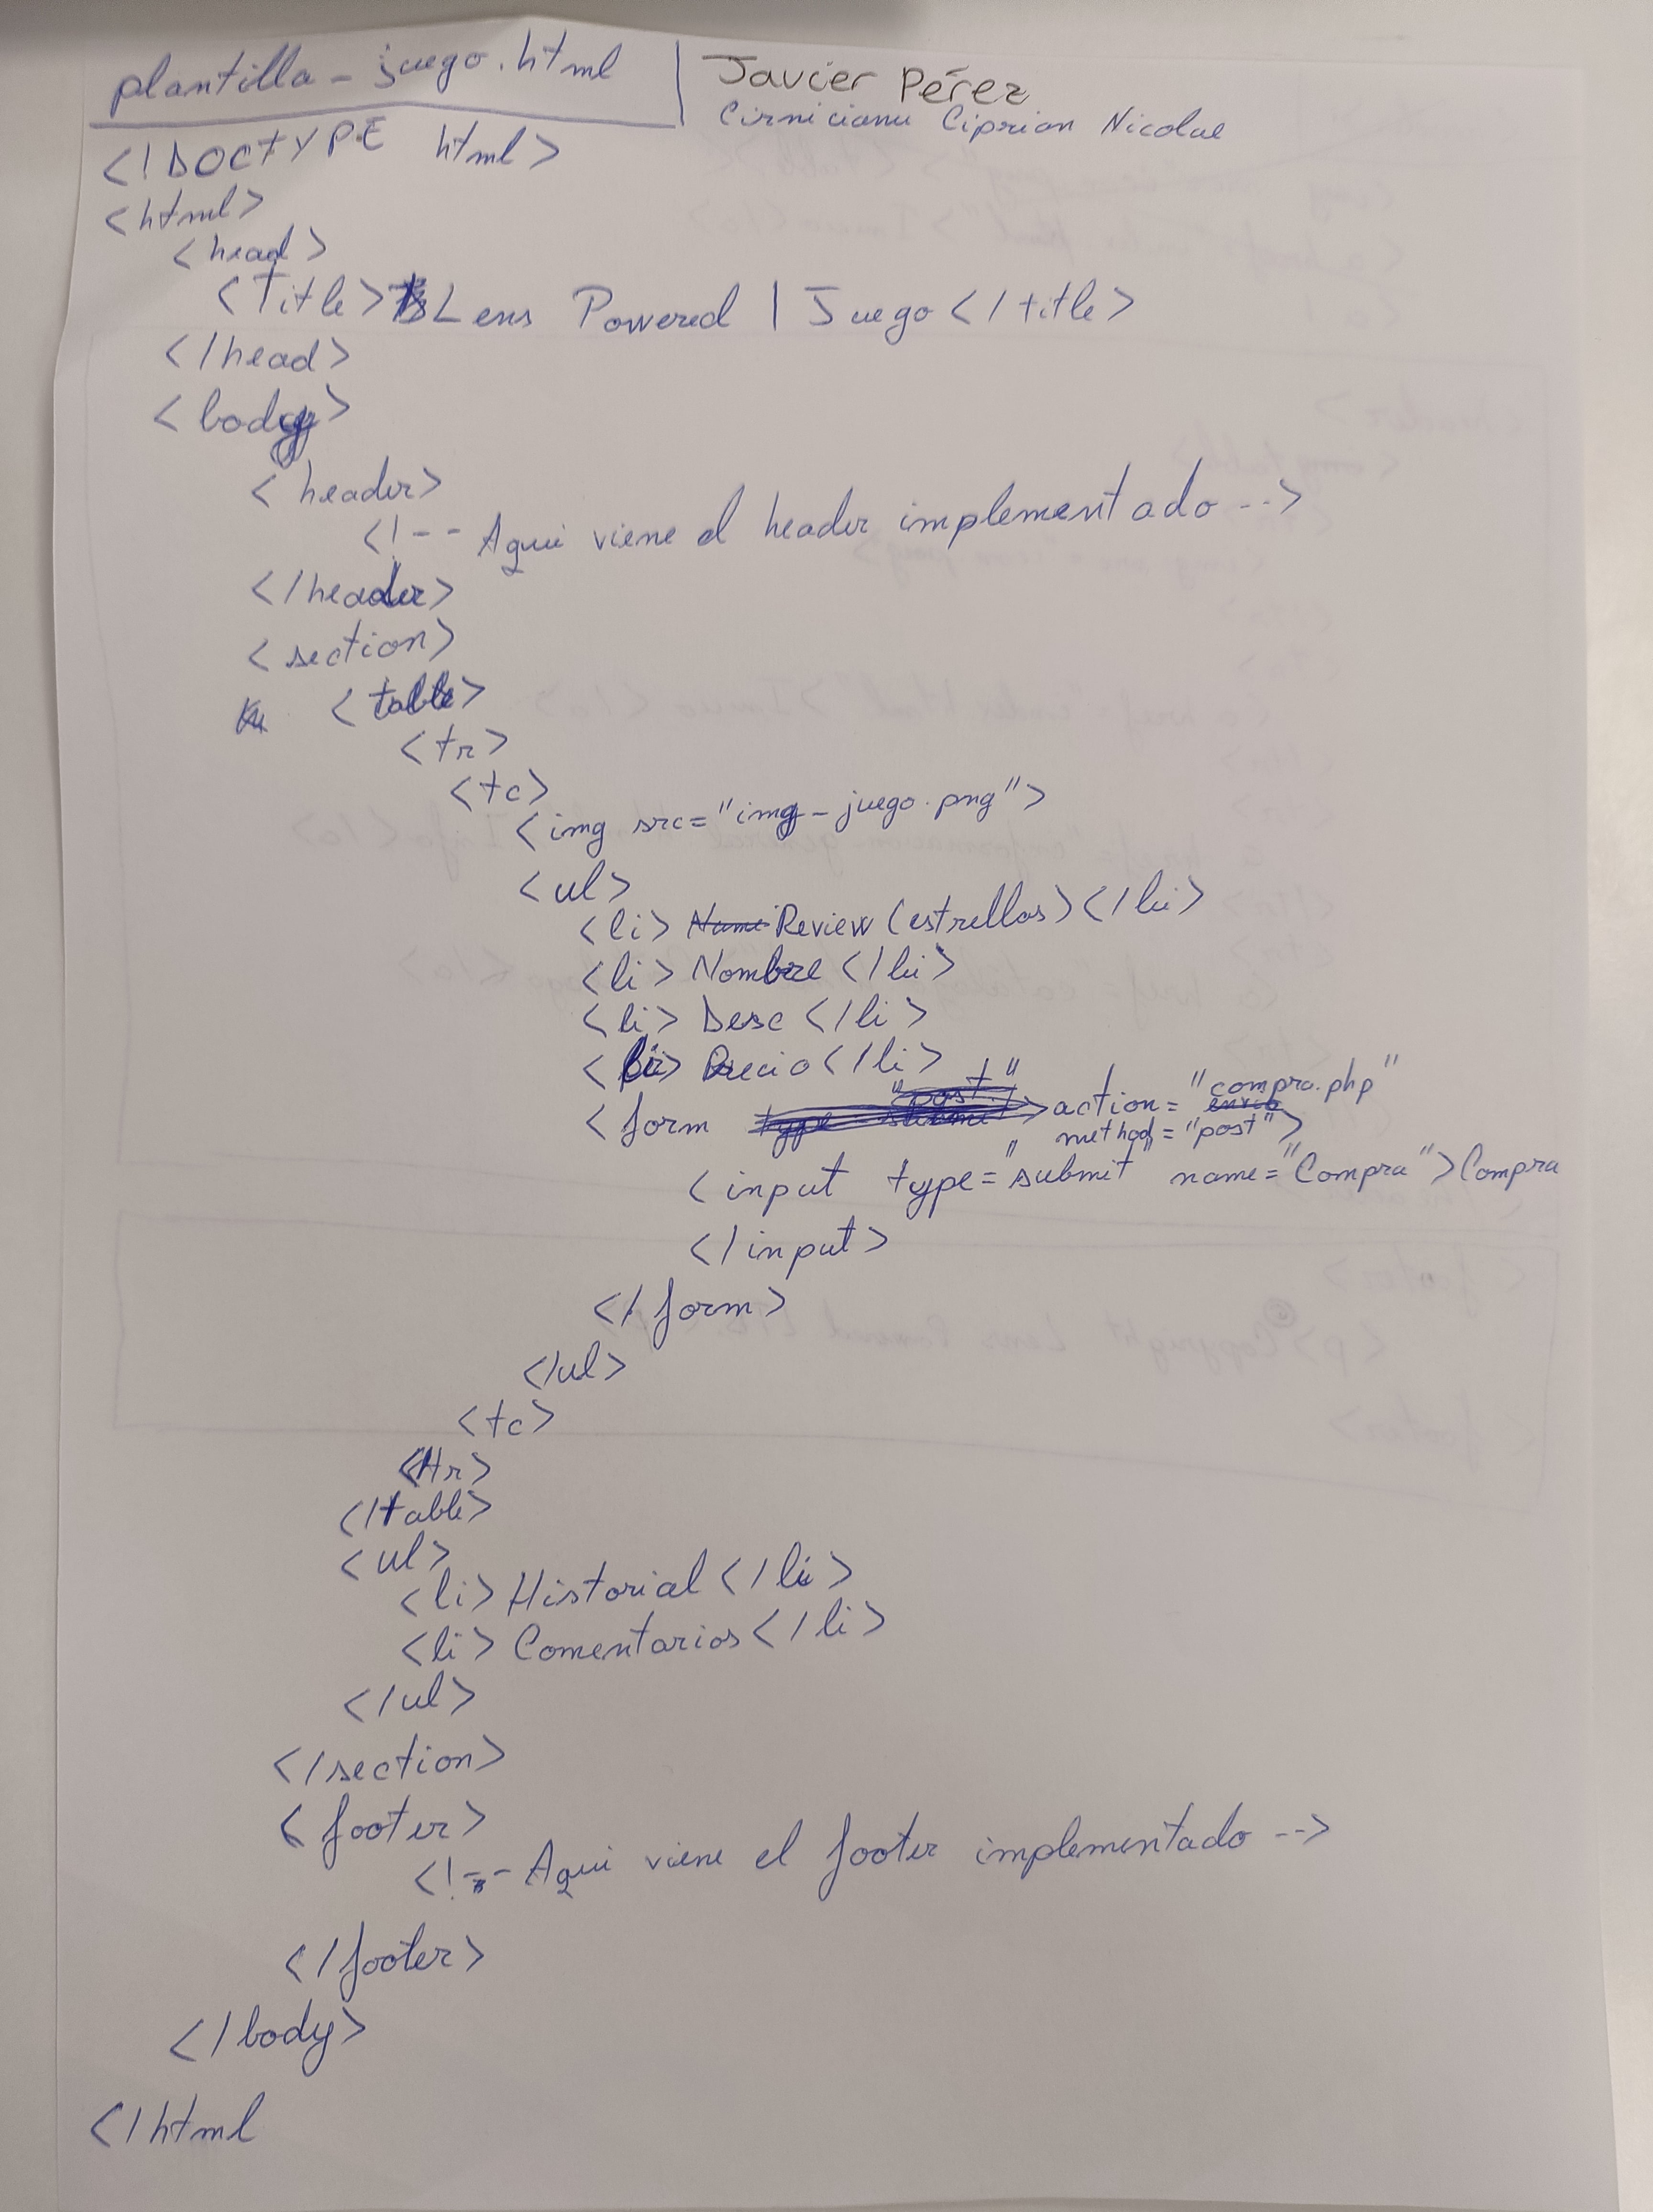 plantilla-juego.html
Javier Pérez
Cirnicianu Ciprian Nicolae
<!DOCTYPE html>
<html>
<head>
<Title>Lens Powered | Juego</title>
</head>
<body>
<header>
<!-- Aqui viene el header implementado -->
</header>
<section>
<table>
<tr>
<tc>
<img src="img-juego.png">
<ul>
<li> Review (estrellas)</li>
<li> Nombre </li>
<li> Desc </li>
<li> Precio </li>
<form action="compra.php"
method="post">
<input type="submit" name="Compra">Compra
</input>
</form>
</ul>
<tc>
</tr>
</table>
<ul>
<li> Historial </li>
<li> Comentarios </li>
</ul>
</section>
<footer>
<!-- Aqui viene el footer implementado -->
</footer>
</body>
</html